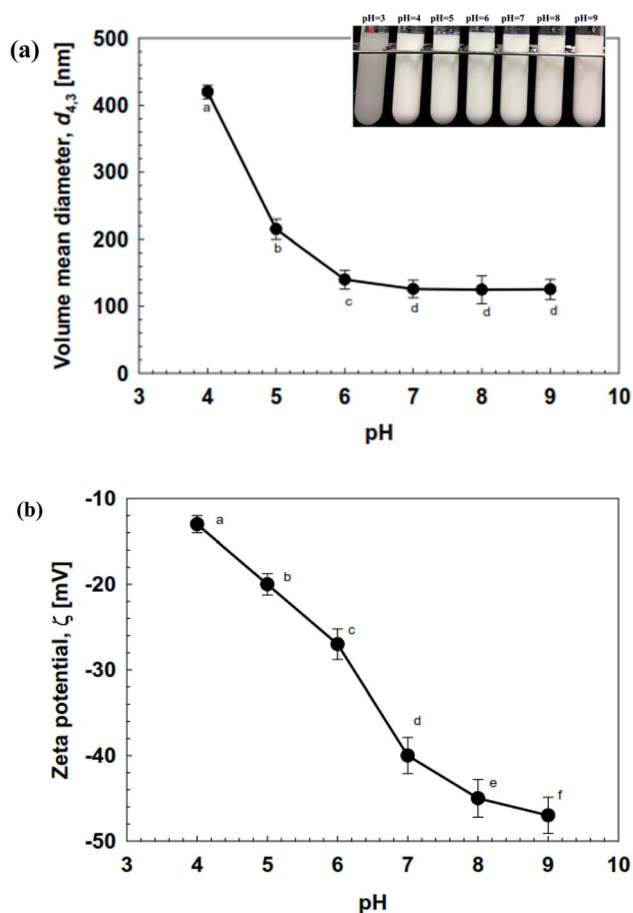 (a)
pH=3 pH=4 pH=5 pH=6 pH=7 pH=8 pH=9
Volume mean diameter, d4,3 [nm]
500
400
300
200
100
0
a
b
c
d
d
d
3 4 5 6 7 8 9 10
pH
(b)
Zeta potential, ζ [mV]
-10
-20
-30
-40
-50
a
b
c
d
e
f
3 4 5 6 7 8 9 10
pH